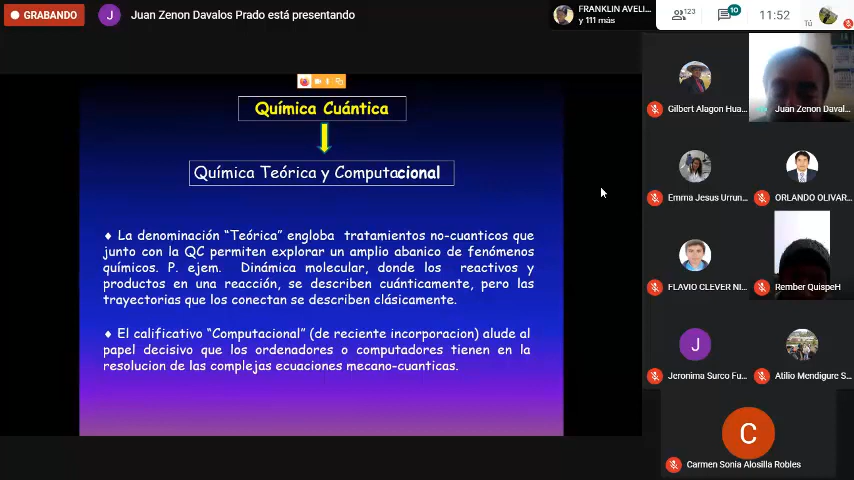 GRABANDO
J
Juan Zenon Davalos Prado está presentando
FRANKLIN AVELI...
y 111 más
123
10
Tú
11:52
Química Cuántica
Química Teórica y Computacional
♦ La denominación “Teórica” engloba tratamientos no-cuanticos que
junto con la QC permiten explorar un amplio abanico de fenómenos
químicos. P. ejem. Dinámica molecular, donde los reactivos y
productos en una reacción, se describen cuánticamente, pero las
trayectorias que los conectan se describen clásicamente.
♦ El calificativo “Computacional” (de reciente incorporacion) alude al
papel decisivo que los ordenadores o computadores tienen en la
resolucion de las complejas ecuaciones mecano-cuanticas.
Gilbert Alagon Hua...
Juan Zenon Davalo...
Emma Jesus Urrun...
ORLANDO OLIVAR...
FLAVIO CLEVER NI...
Rember QuispeH
J
Jeronima Surco Fu...
Atilio Mendigure S...
C
Carmen Sonia Alosilla Robles